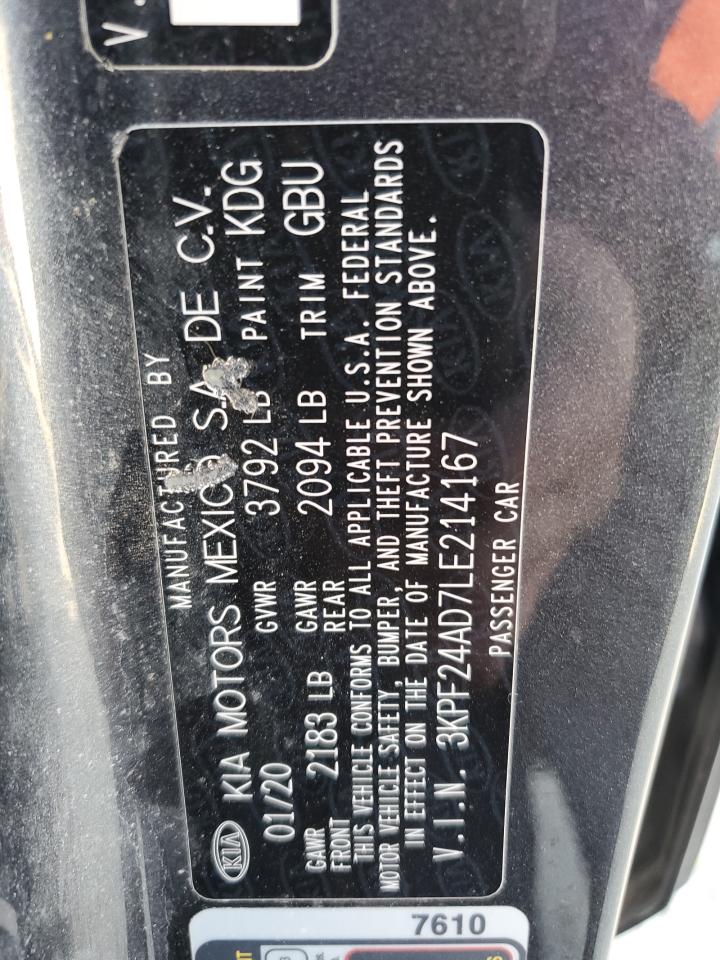 V.
MANUFACTURED BY
KIA KIA MOTORS MEXICO S.A. DE C.V.
01/20 GVWR 3792 LB PAINT KDG
GAWR FRONT 2183 LB GAWR REAR 2094 LB TRIM GBU
THIS VEHICLE CONFORMS TO ALL APPLICABLE U.S.A. FEDERAL
MOTOR VEHICLE SAFETY, BUMPER, AND THEFT PREVENTION STANDARDS
IN EFFECT ON THE DATE OF MANUFACTURE SHOWN ABOVE.
V.I.N. 3KPF24AD7LE214167
PASSENGER CAR
7610